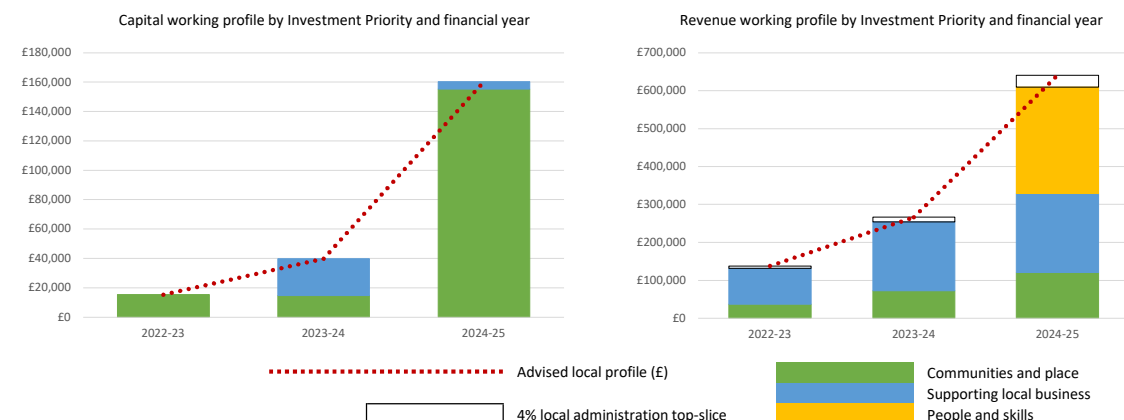 Capital working profile by Investment Priority and financial year
£180,000
£160,000
£140,000
£120,000
£100,000
£80,000
£60,000
£40,000
£20,000
£0
2022-23 2023-24 2024-25
Revenue working profile by Investment Priority and financial year
£700,000
£600,000
£500,000
£400,000
£300,000
£200,000
£100,000
£0
2022-23 2023-24 2024-25
Advised local profile (£)
4% local administration top-slice
Communities and place
Supporting local business
People and skills